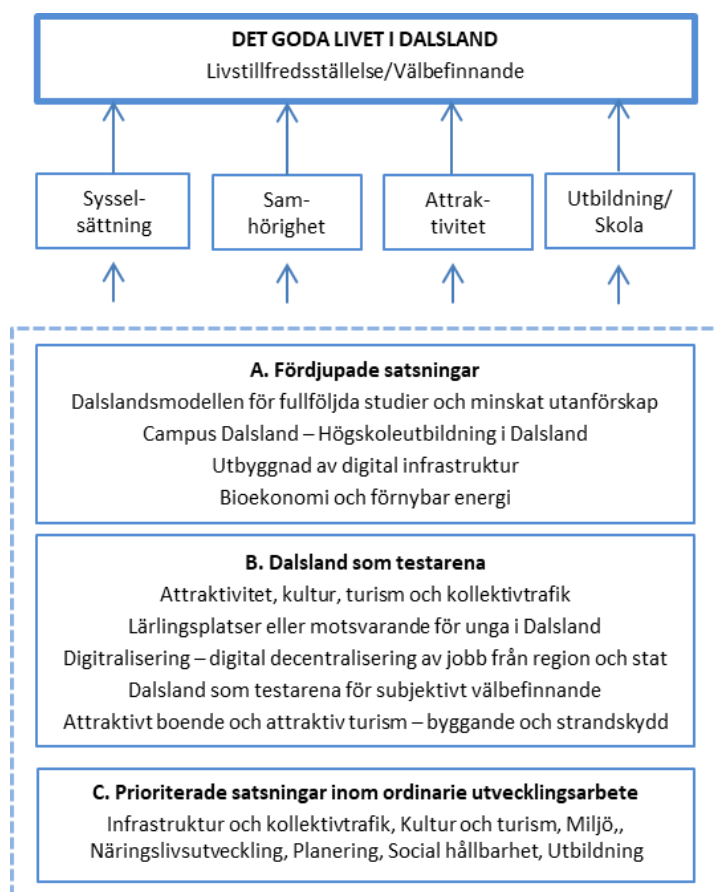 DET GODA LIVET I DALSLAND
Livstillfredsställelse/Välbefinnande
Syssel-
sättning
Sam-
hörighet
Attrak-
tivitet
Utbildning/
Skola
A. Fördjupade satsningar
Dalslandsmodellen för fullföljda studier och minskat utanförskap
Campus Dalsland – Högskoleutbildning i Dalsland
Utbyggnad av digital infrastruktur
Bioekonomi och förnybar energi
B. Dalsland som testarena
Attraktivitet, kultur, turism och kollektivtrafik
Lärlingsplatser eller motsvarande för unga i Dalsland
Digitralisering – digital decentralisering av jobb från region och stat
Dalsland som testarena för subjektivt välbefinnande
Attraktivt boende och attraktiv turism – byggande och strandskydd
C. Prioriterade satsningar inom ordinarie utvecklingsarbete
Infrastruktur och kollektivtrafik, Kultur och turism, Miljö,,
Näringslivsutveckling, Planering, Social hållbarhet, Utbildning